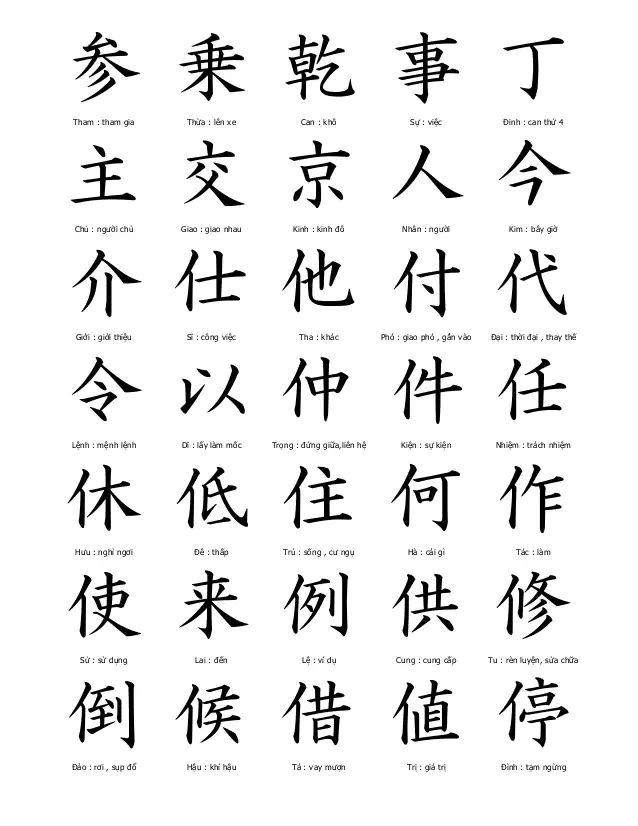 参 乗 乾 事 丁
Tham : tham gia Thừa : lên xe Can : khô Sự : việc Đinh : can thứ 4
主 交 京 人 今
Chủ : người chủ Giao : giao nhau Kinh : kinh đô Nhân : người Kim : bây giờ
介 仕 他 付 代
Giới : giới thiệu Sĩ : công việc Tha : khác Phó : giao phó , gắn vào Đại : thời đại , thay thế
令 以 仲 件 任
Lệnh : mệnh lệnh Dĩ : lấy làm mốc Trọng : đứng giữa,liên hệ Kiện : sự kiện Nhiệm : trách nhiệm
休 低 住 何 作
Hưu : nghỉ ngơi Đê : thấp Trú : sống , cư ngụ Hà : cái gì Tác : làm
使 来 例 供 修
Sử : sử dụng Lai : đến Lệ : ví dụ Cung : cung cấp Tu : rèn luyện, sửa chữa
倒 候 借 値 停
Đảo : rơi , sụp đổ Hậu : khí hậu Tá : vay mượn Trị : giá trị Đình : tạm ngừng